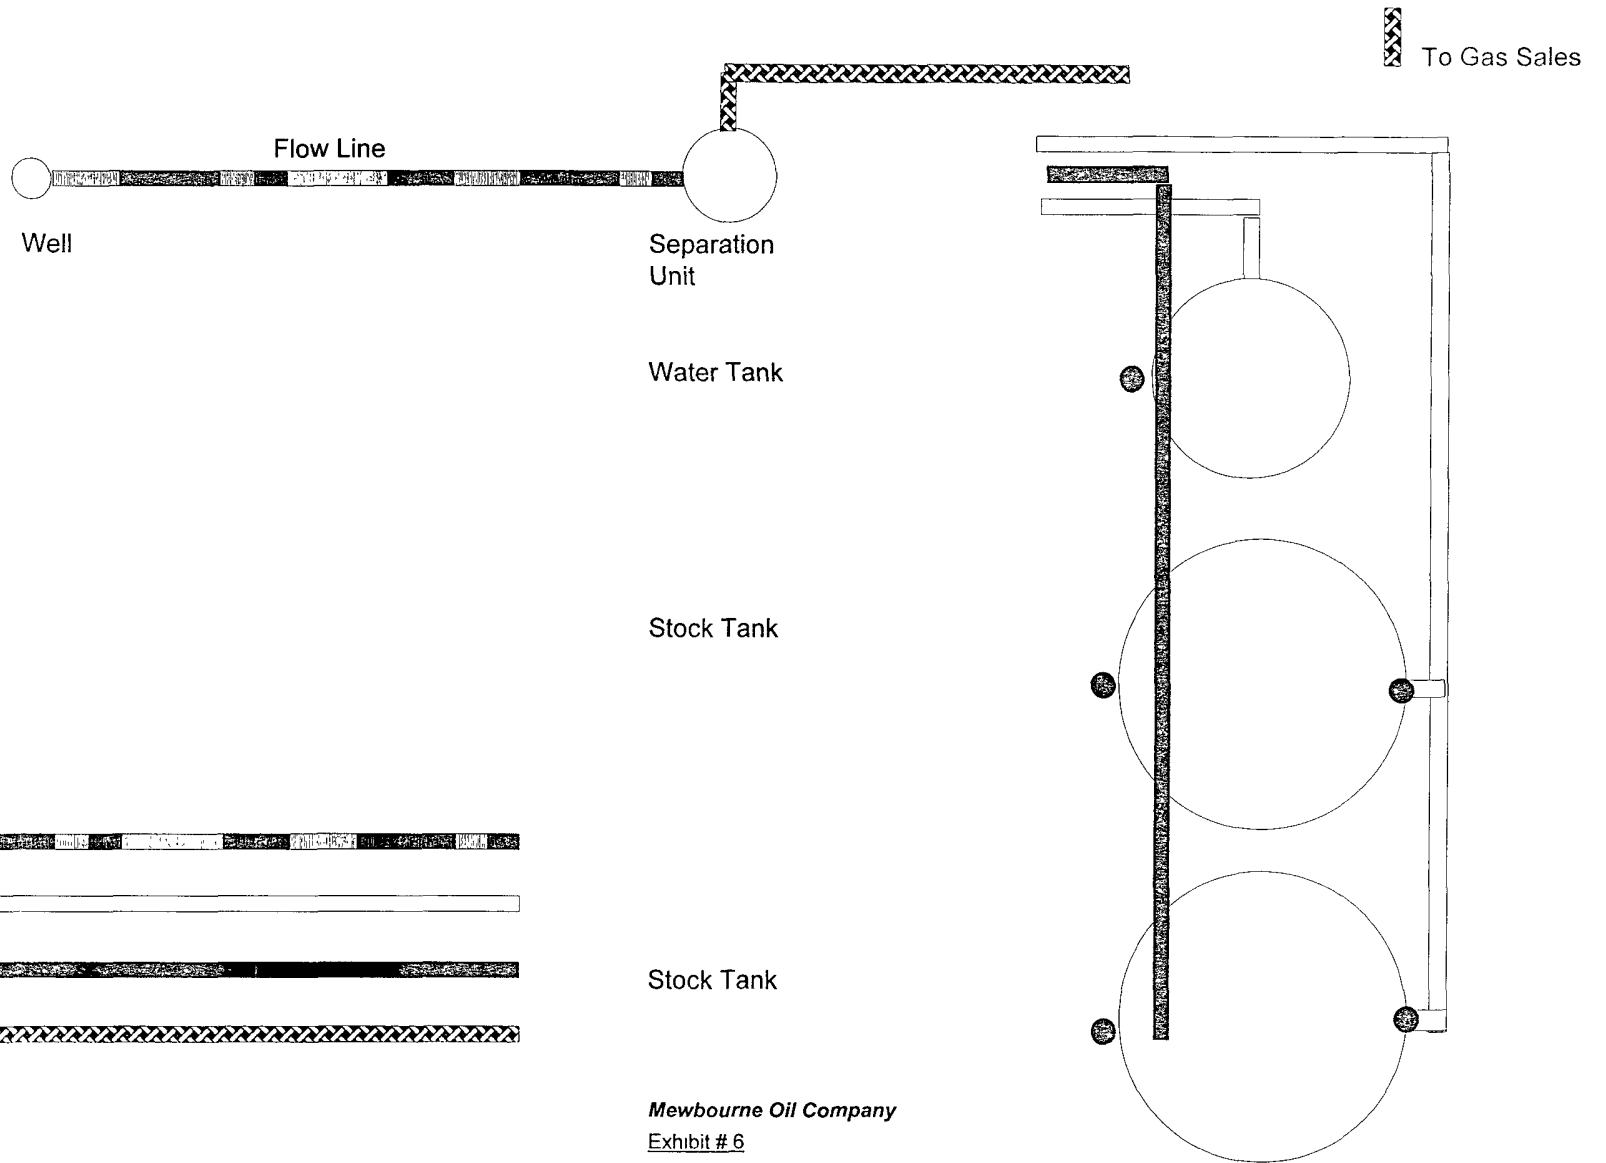 To Gas Sales
Flow Line
Well
Separation
Unit
Water Tank
Stock Tank
Stock Tank
Mewbourne Oil Company
Exhibit # 6